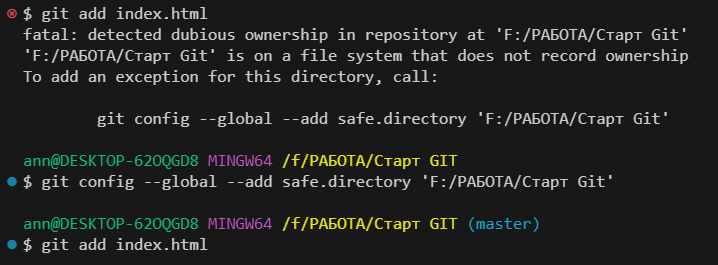 $ git add index.html
fatal: detected dubious ownership in repository at 'F:/РАБОТА/Старт Git'
'F:/РАБОТА/Старт Git' is on a file system that does not record ownership
To add an exception for this directory, call:
git config --global --add safe.directory 'F:/РАБОТА/Старт Git'
ann@DESKTOP-62OQGD8 MINGW64 /f/РАБОТА/Старт GIT
$ git config --global --add safe.directory 'F:/РАБОТА/Старт Git'
ann@DESKTOP-62OQGD8 MINGW64 /f/РАБОТА/Старт GIT (master)
$ git add index.html